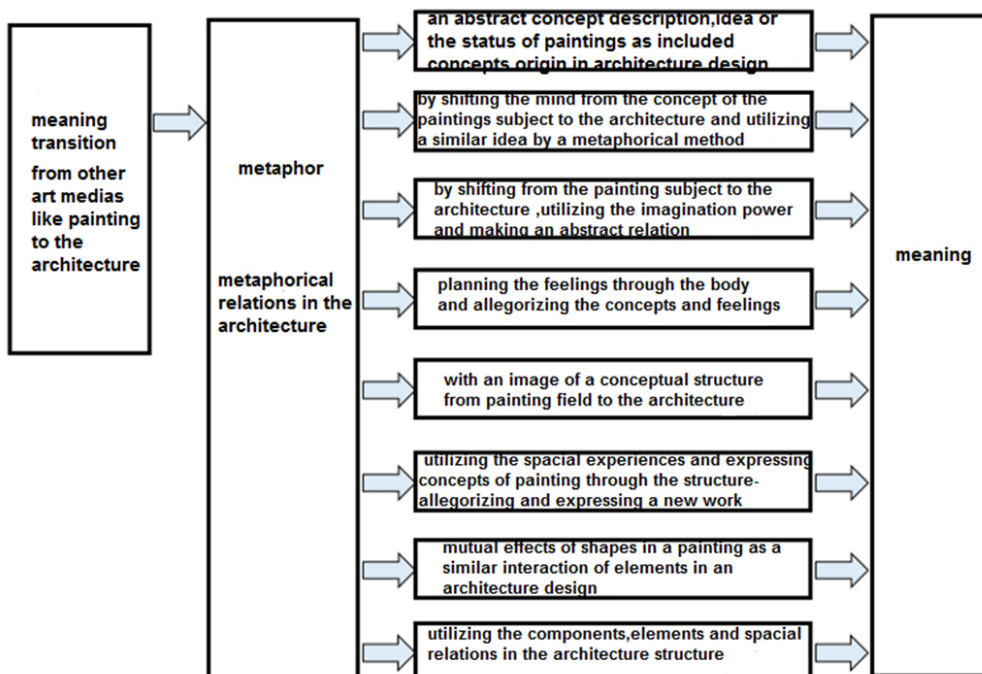 meaning
transition
from other
art medias
like painting
to the
architecture
metaphor
metaphorical
relations in the
architecture
an abstract concept description,idea or
the status of paintings as included
concepts origin in architecture design
by shifting the mind from the concept of the
paintings subject to the architecture and utilizing
a similar idea by a metaphorical method
by shifting from the painting subject to the
architecture ,utilizing the imagination power
and making an abstract relation
planning the feelings through the body
and allegorizing the concepts and feelings
with an image of a conceptual structure
from painting field to the architecture
utilizing the spacial experiences and expressing
concepts of painting through the structure-
allegorizing and expressing a new work
mutual effects of shapes in a painting as a
similar interaction of elements in an
architecture design
utilizing the components,elements and spacial
relations in the architecture structure
meaning